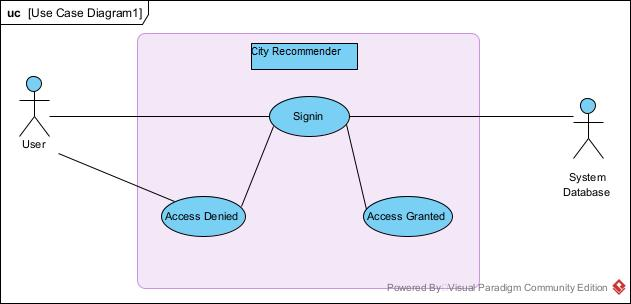 uc [Use Case Diagram1]
City Recommender
Signin
User
System
Database
Access Denied
Access Granted
Powered By Visual Paradigm Community Edition